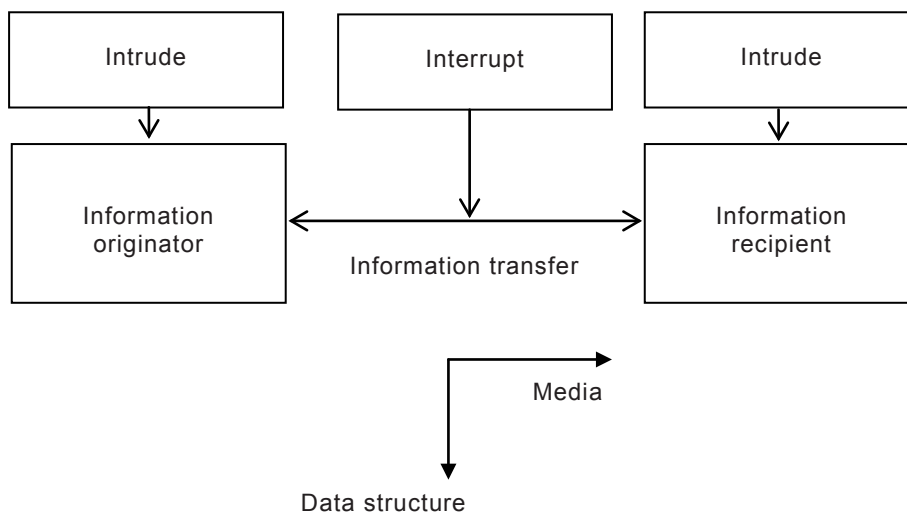 Intrude
Interrupt
Intrude
Information
originator
Information
recipient
Information transfer
Media
Data structure